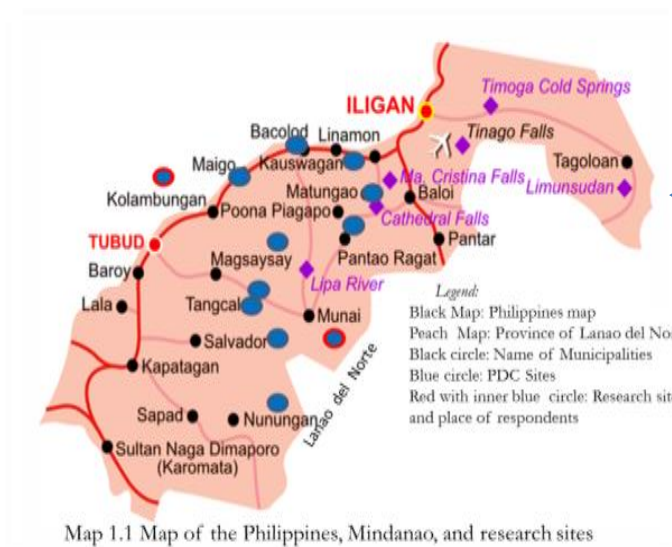 Timoga Cold Springs
ILIGAN
Tinago Falls
Bacolod
Linamon
Kauswagan
Tagoloan
Maigo
Ma. Cristina Falls
Limunsudan
Matungao
Baloi
Kolambungan
Poona Piagapo
Cathedral Falls
TUBUD
Pantar
Magsaysay
Pantao Ragat
Baroy
Lipa River
Lala
Tangcal
Munai
Salvador
Kapatagan
Lanao del Norte
Sapad
Nunungan
Sultan Naga Dimaporo
(Karomata)
Legend:
Black Map: Philippines map
Peach Map: Province of Lanao del No
Black circle: Name of Municipalities
Blue circle: PDC Sites
Red with inner blue circle: Research site
and place of respondents
Map 1.1 Map of the Philippines, Mindanao, and research sites